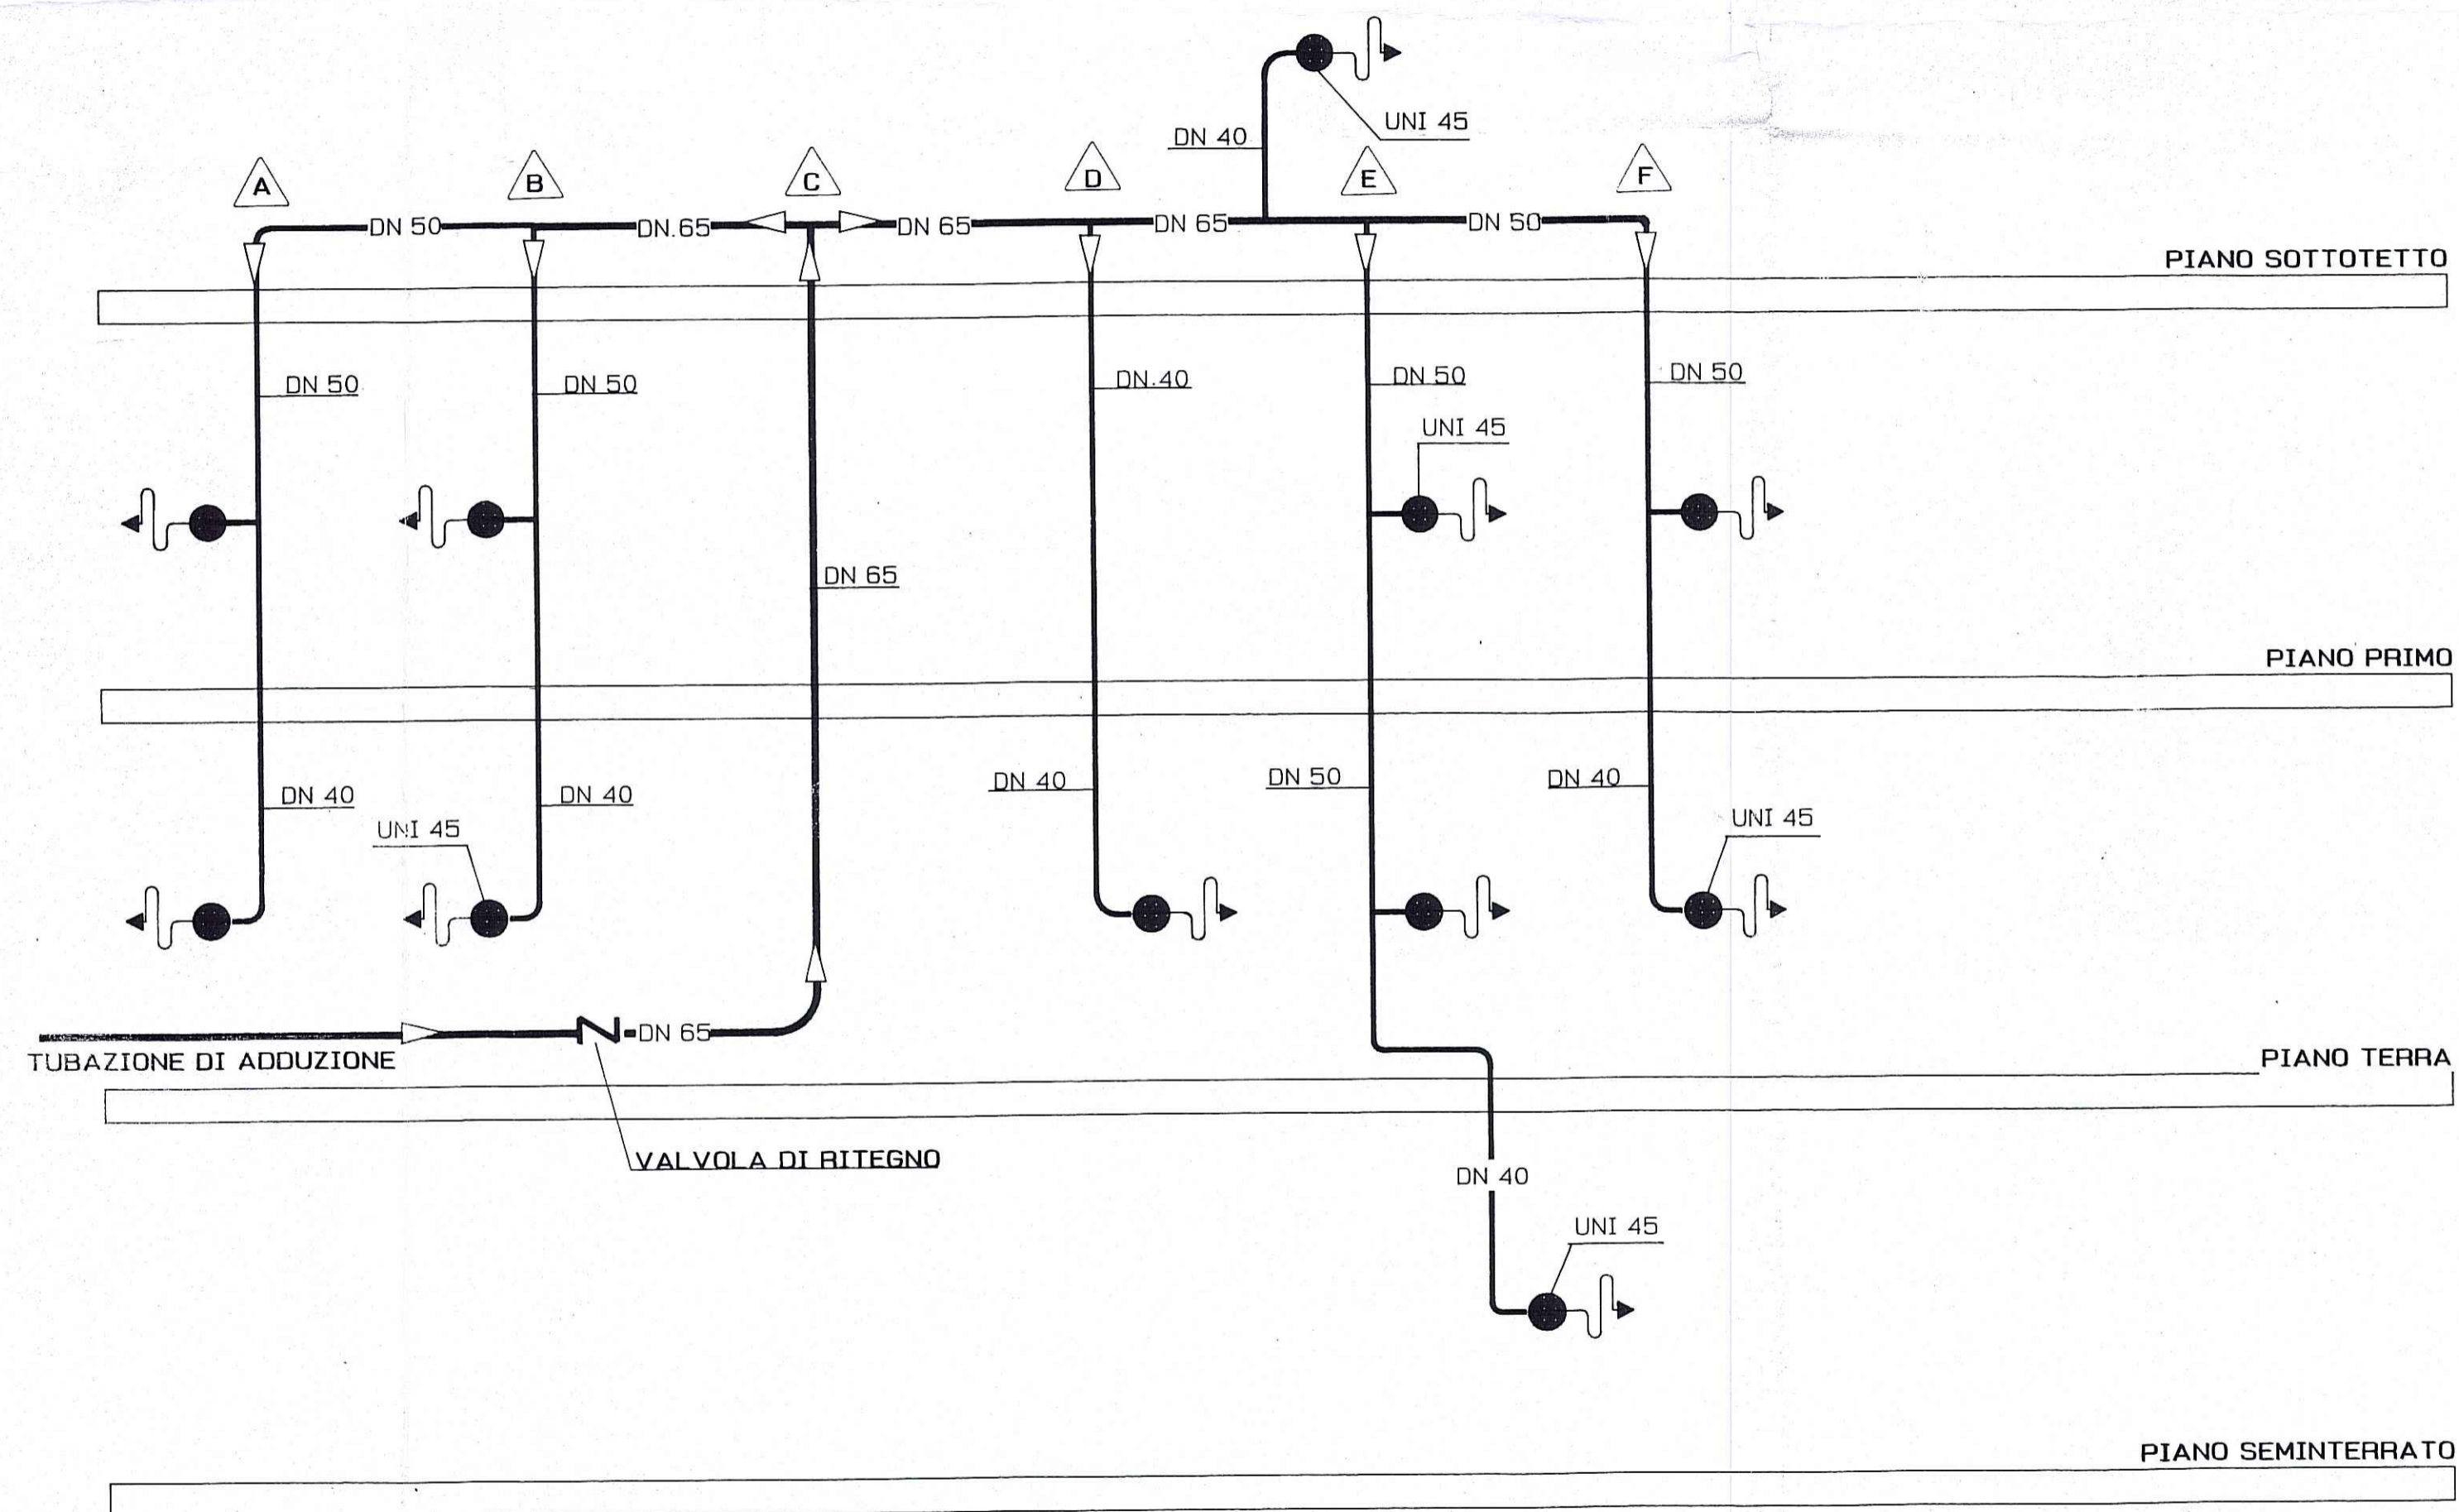 UNI 45
DN 40
A
B
C
D
E
F
DN 50
DN.65
DN 65
DN 65
DN 50
PIANO SOTTOTETTO
DN 50
DN 50
DN.40
DN 50
DN 50
UNI 45
DN 65
PIANO PRIMO
DN 40
DN 40
DN 40
DN 50
DN 40
UNI 45
UNI 45
DN 65
TUBAZIONE DI ADDUZIONE
PIANO TERRA
VALVOLA DI RITEGNO
DN 40
UNI 45
PIANO SEMINTERRATO